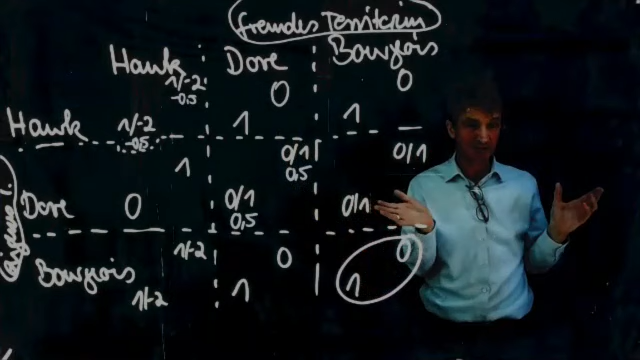 fremdes Territorium
Hawk Dove Bourgois
1/-2 0 0
-0,5
Hawk 1/-2 1 1
-0,5
1 0/1 0/1
0,5
Dove 0 0/1 0/1
0,5
1/-2 0 0
Bourgois 1/-2 1 1